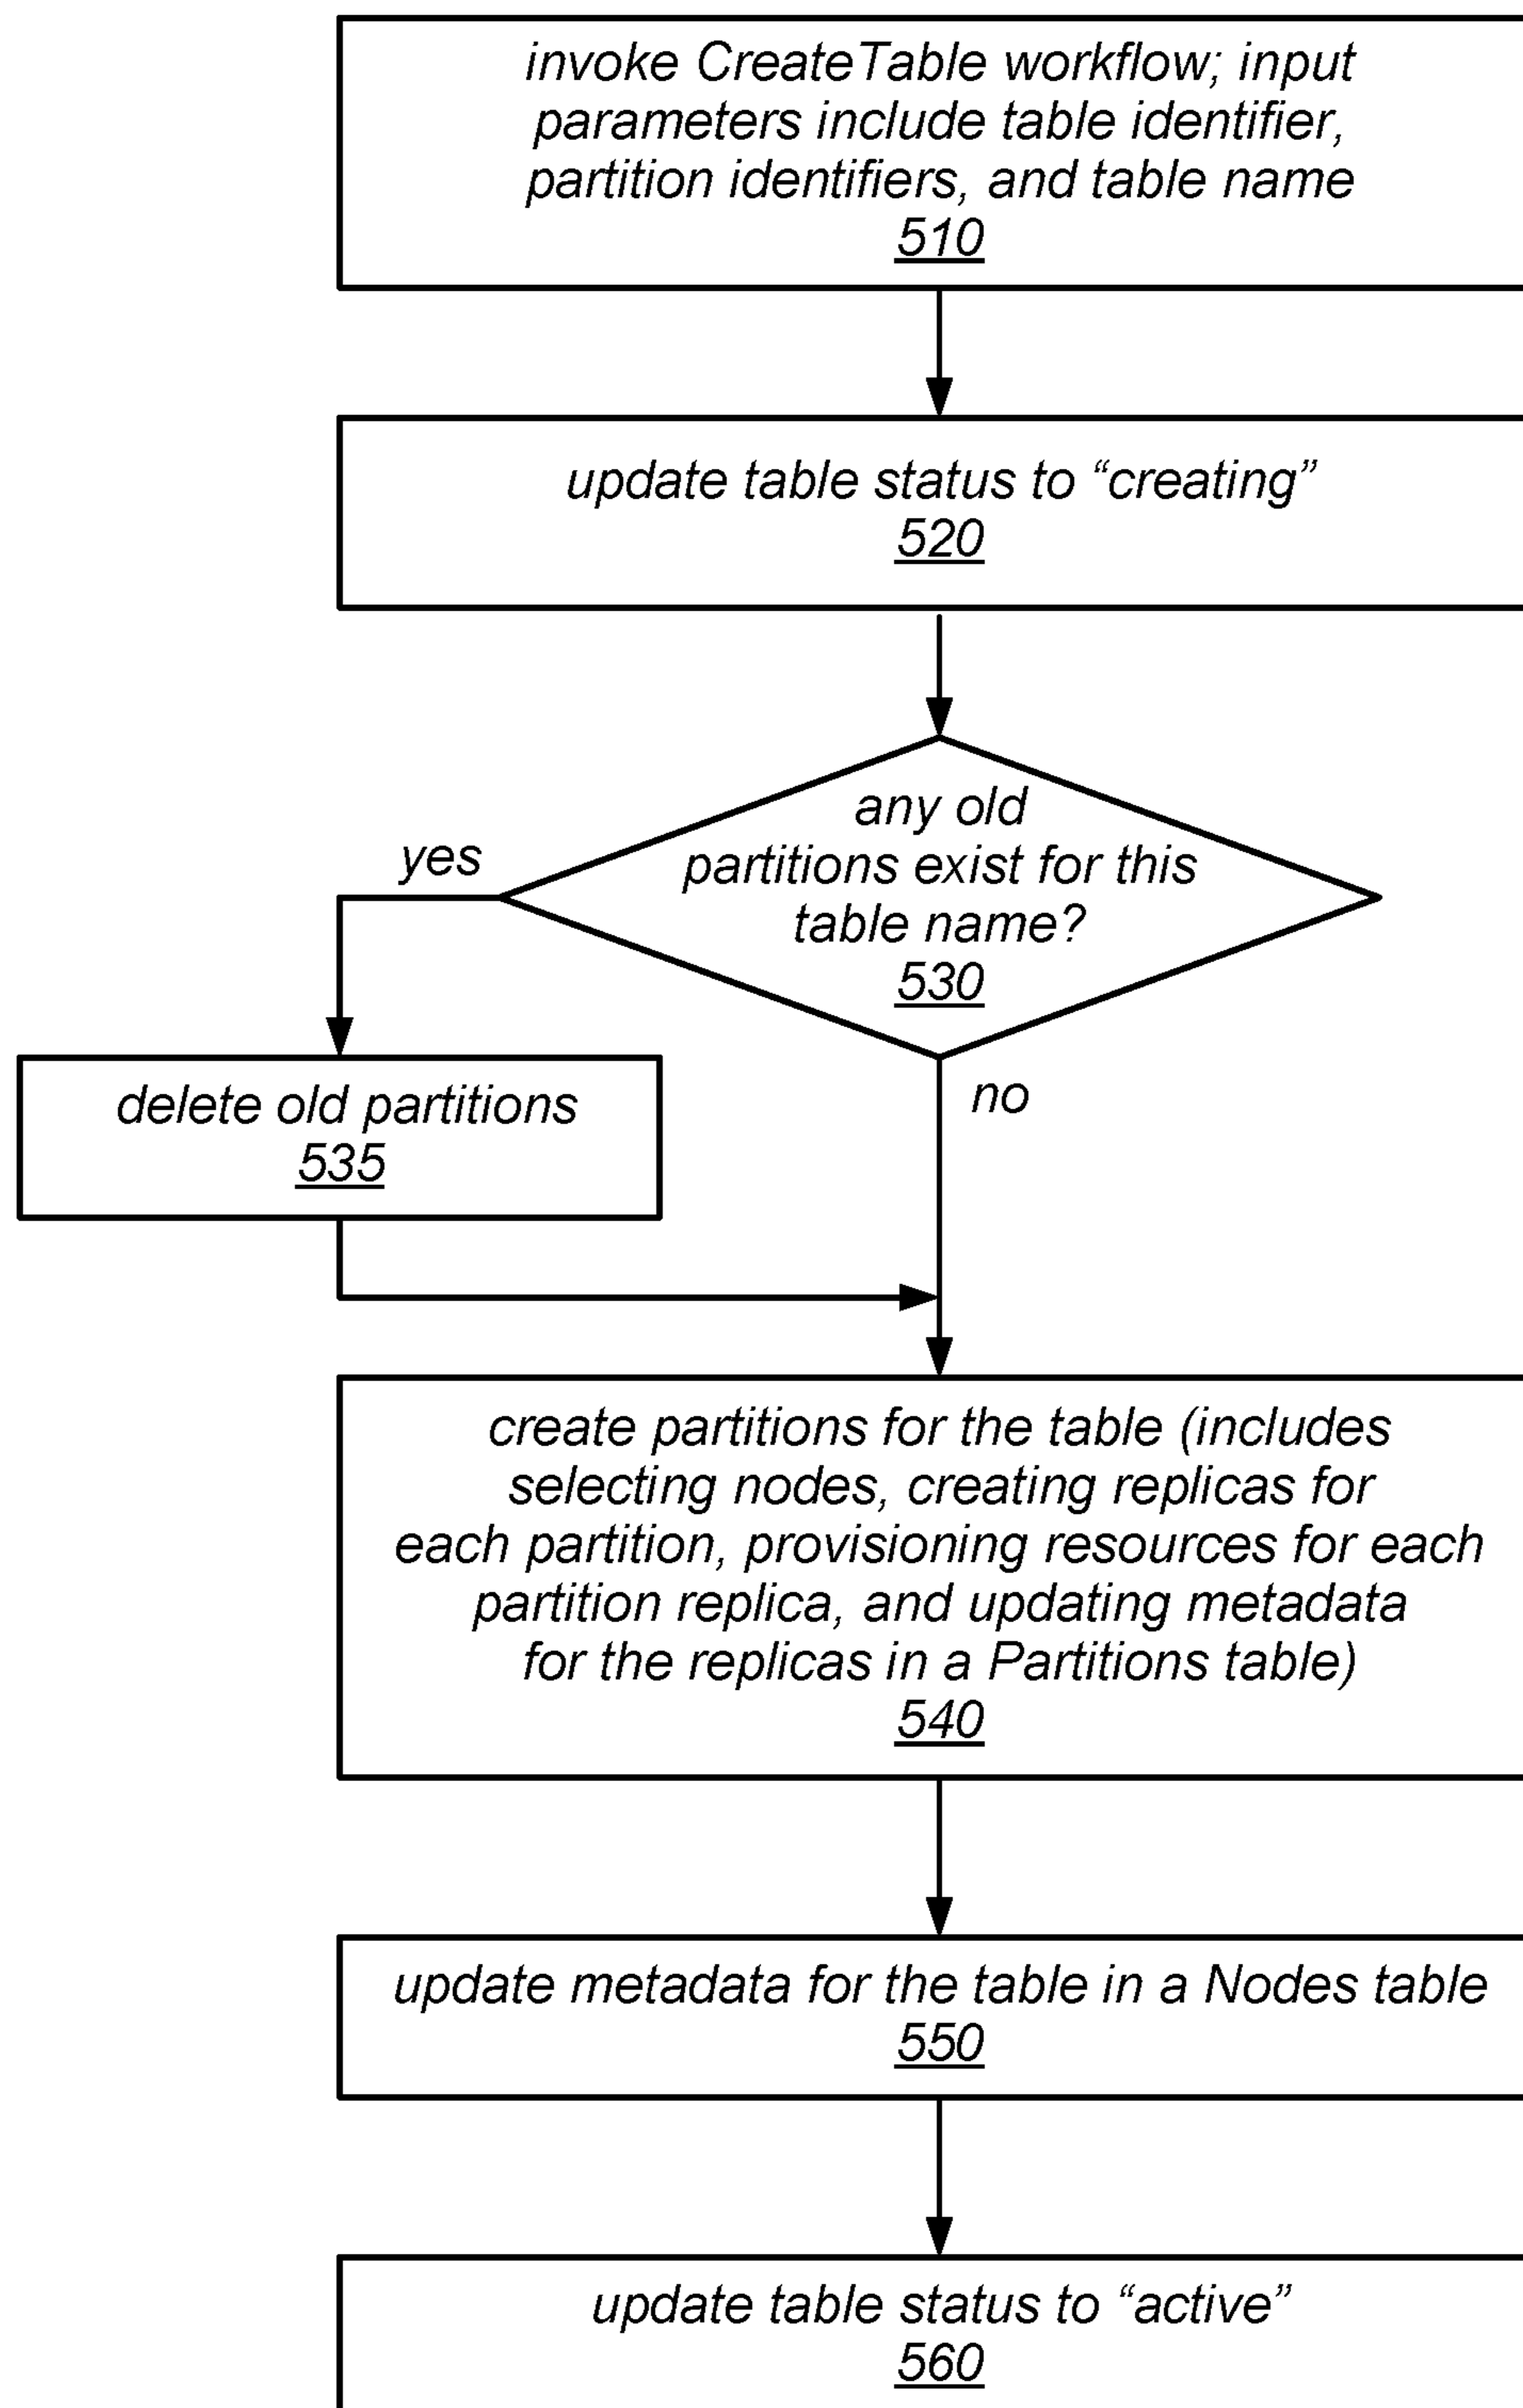 invoke CreateTable workflow; input
parameters include table identifier,
partition identifiers, and table name
510
update table status to “creating”
520
any old
partitions exist for this
table name?
530
yes
no
delete old partitions
535
create partitions for the table (includes
selecting nodes, creating replicas for
each partition, provisioning resources for each
partition replica, and updating metadata
for the replicas in a Partitions table)
540
update metadata for the table in a Nodes table
550
update table status to “active”
560